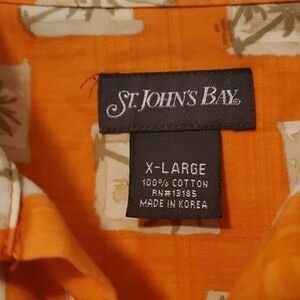 ST. JOHN'S BAY®
X-LARGE
100% COTTON
RN#13185
MADE IN KOREA